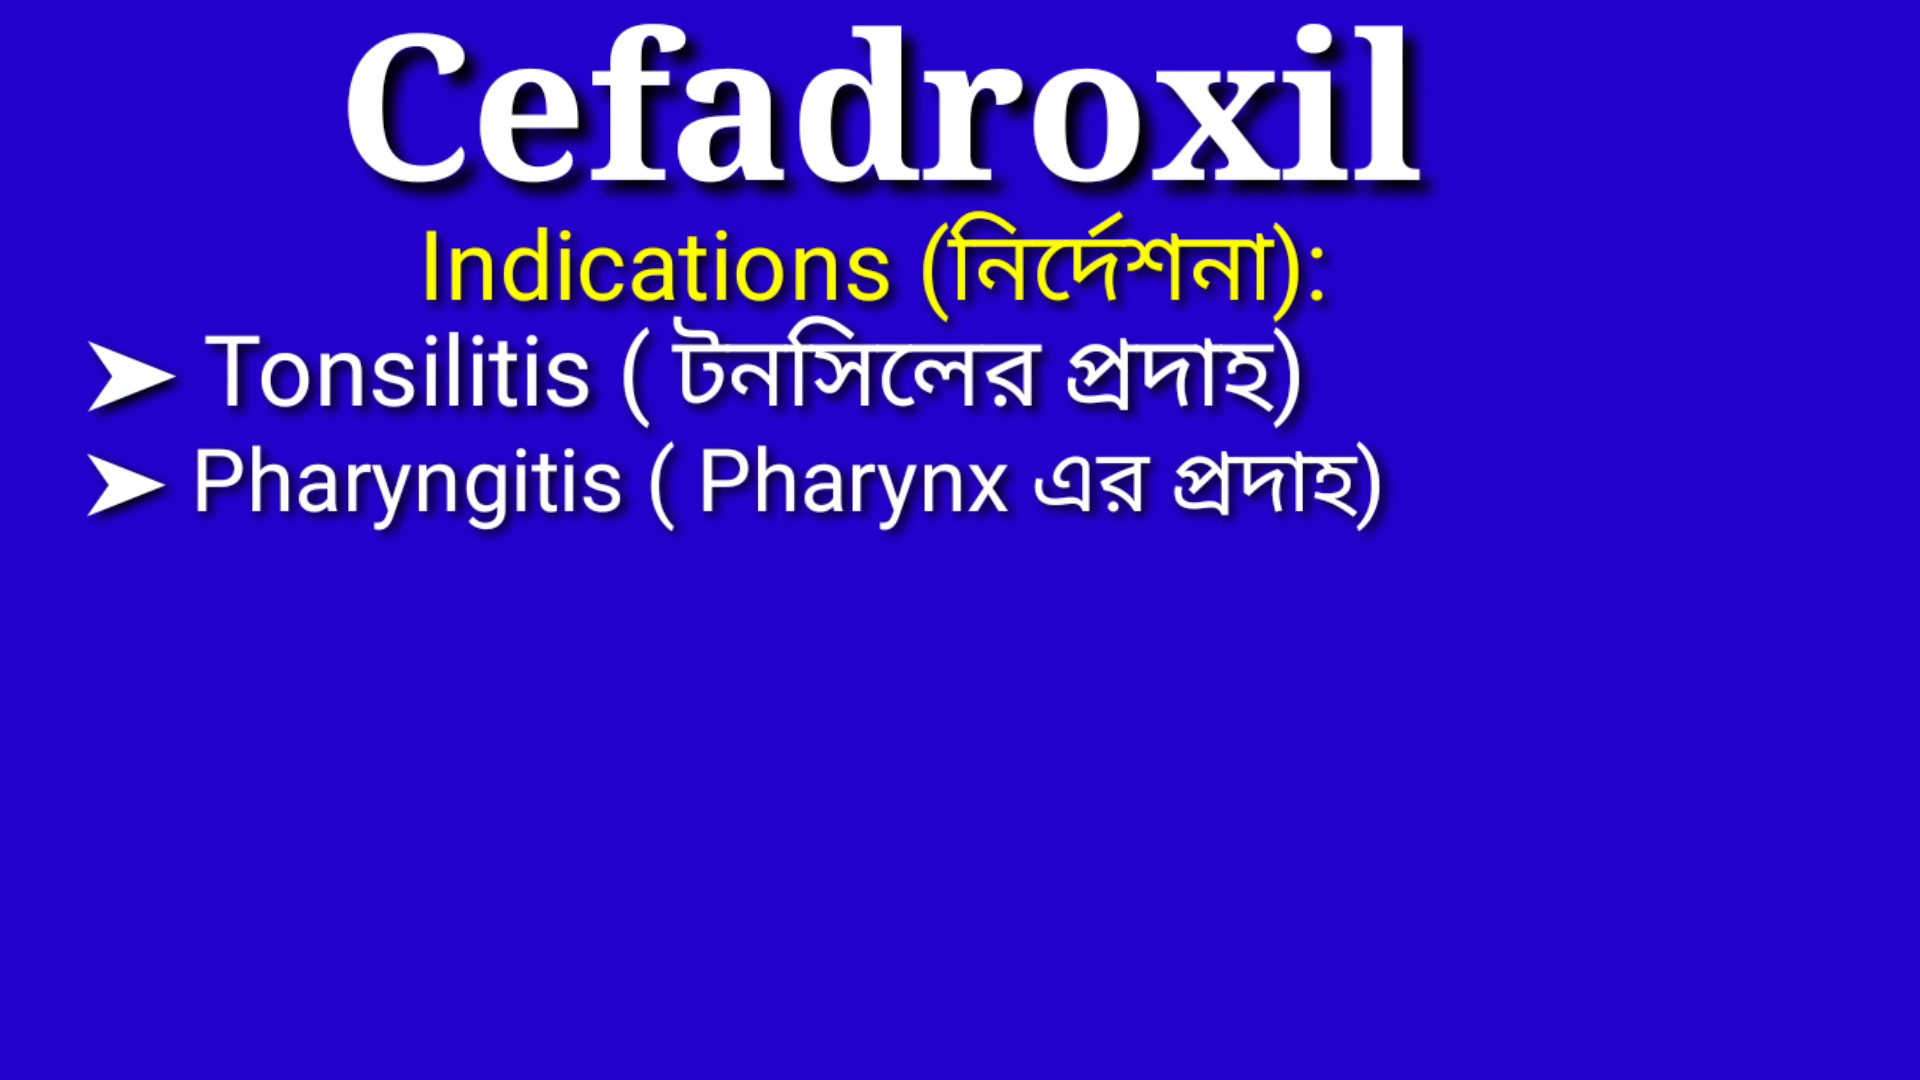 Cefadroxil
Indications (নির্দেশনা):
➤ Tonsilitis ( টনসিলের প্রদাহ)
➤ Pharyngitis ( Pharynx এর প্রদাহ)